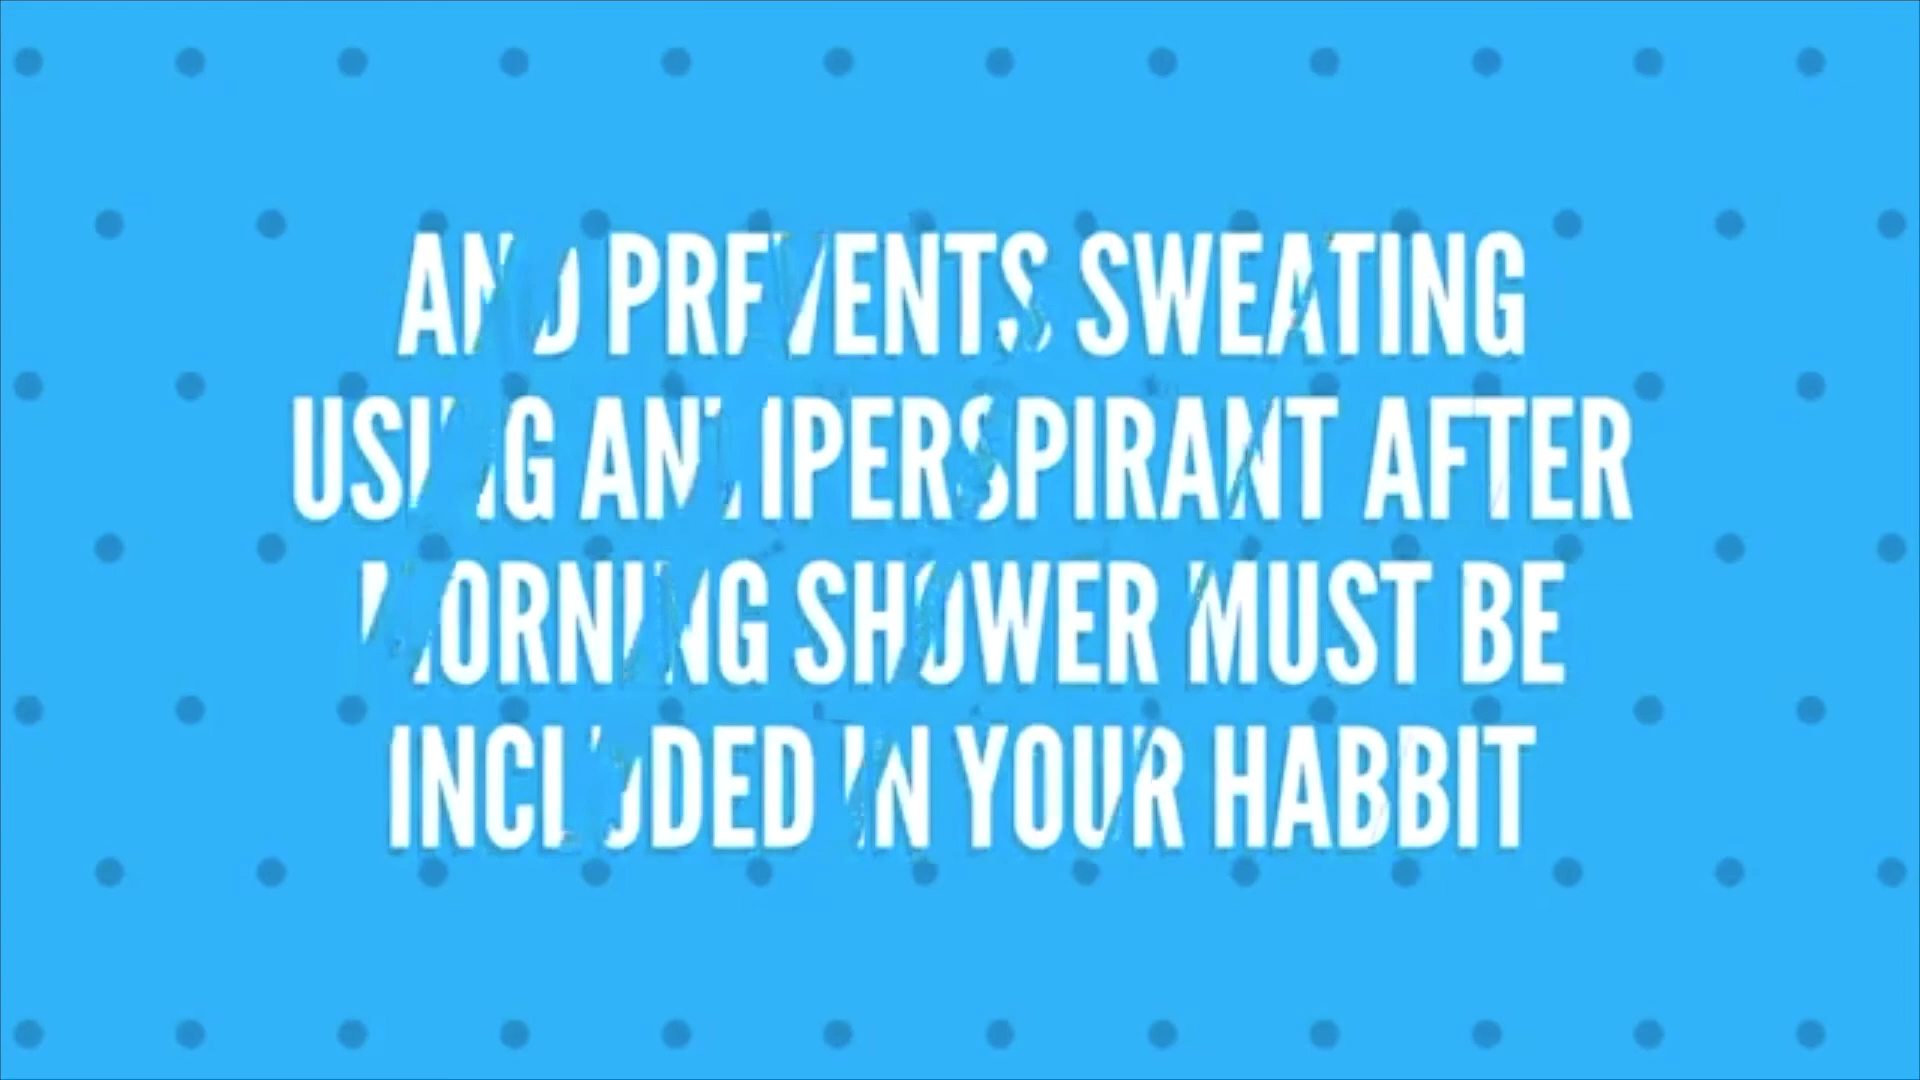 AND PREVENTS SWEATING
USING ANTIPERSPIRANT AFTER
MORNING SHOWER MUST BE
INCLUDED IN YOUR HABBIT